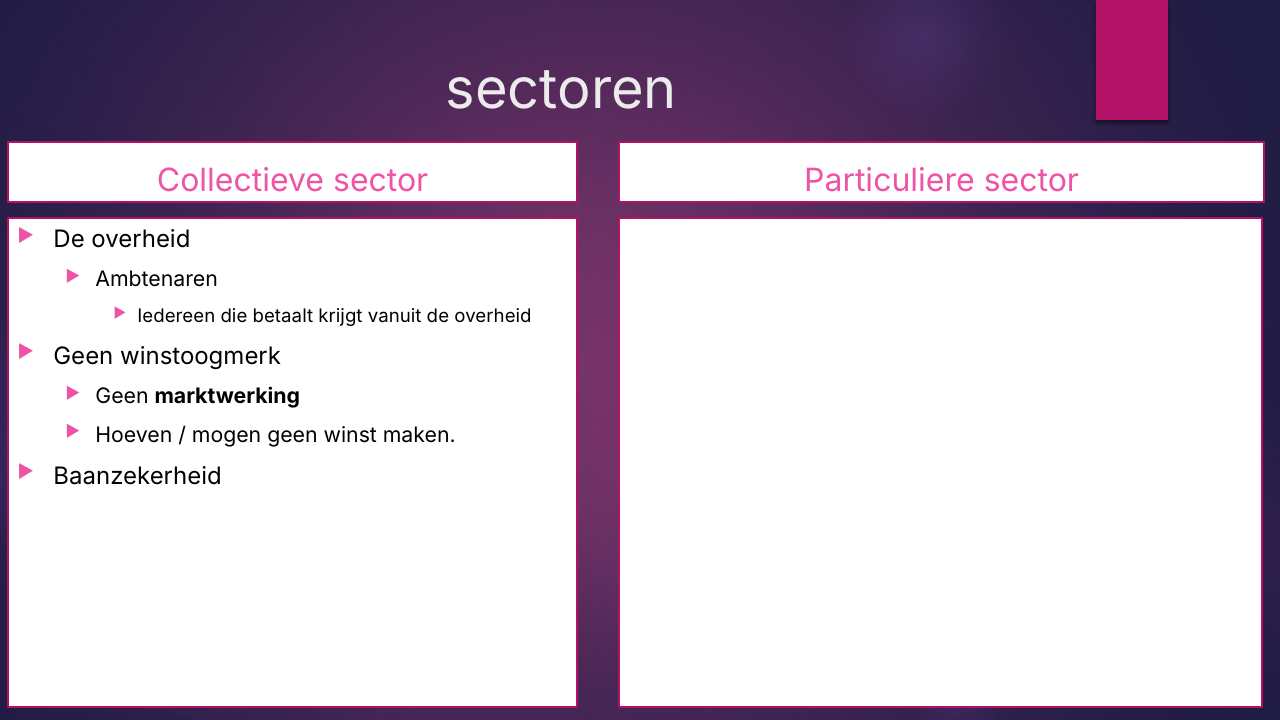 sectoren
Collectieve sector
Particuliere sector
De overheid
Ambtenaren
Iedereen die betaalt krijgt vanuit de overheid
Geen winstoogmerk
Geen marktwerking
Hoeven / mogen geen winst maken.
Baanzekerheid